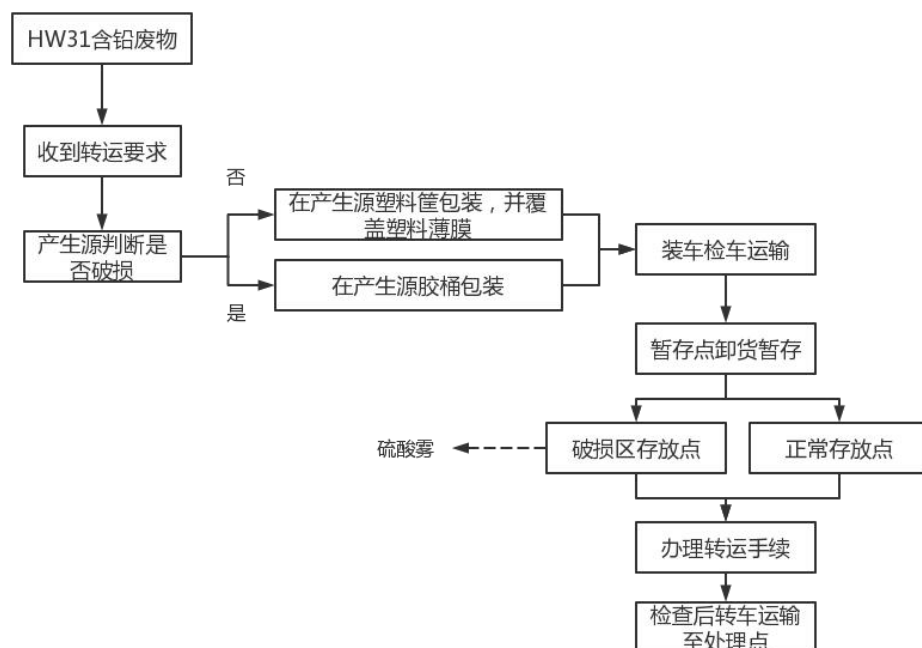 HW31含铅废物
收到转运要求
产生源判断是
否破损
否
在产生源塑料筐包装，并覆
盖塑料薄膜
是
在产生源胶桶包装
装车检车运输
暂存点卸货暂存
硫酸雾
破损区存放点
正常存放点
办理转运手续
检查后转车运输
至处理点